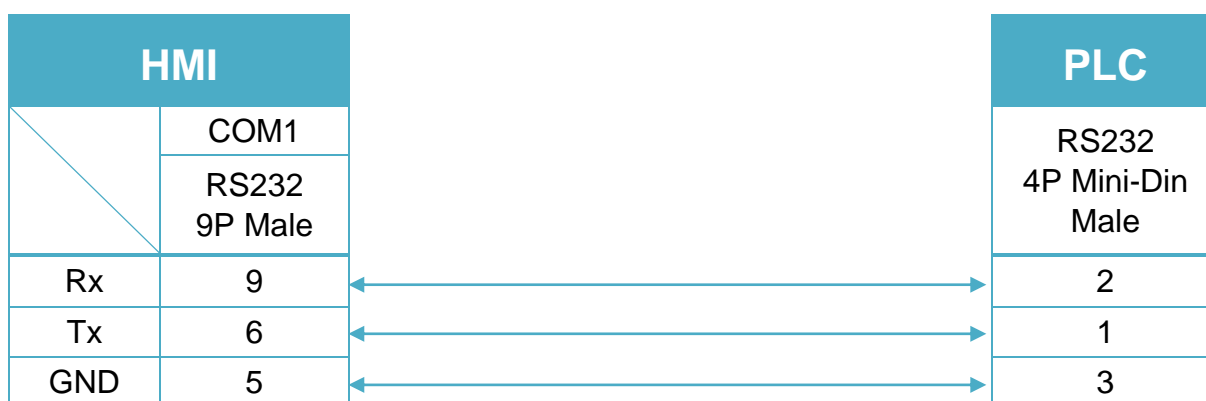 HMI
PLC
COM1
RS232
9P Male
RS232
4P Mini-Din
Male
Rx 9 2
Tx 6 1
GND 5 3